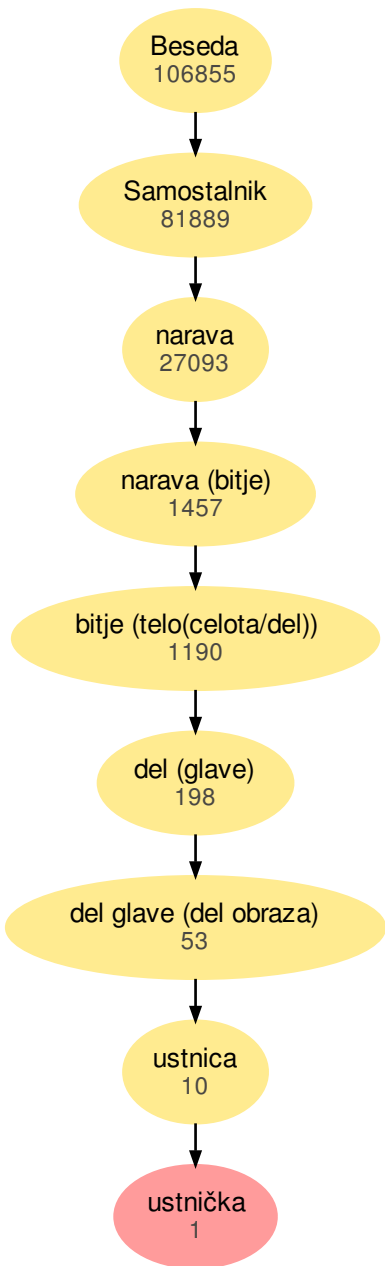 Beseda
106855
Samostalnik
81889
narava
27093
narava (bitje)
1457
bitje (telo(celota/del))
1190
del (glave)
198
del glave (del obraza)
53
ustnica
10
ustnička
1